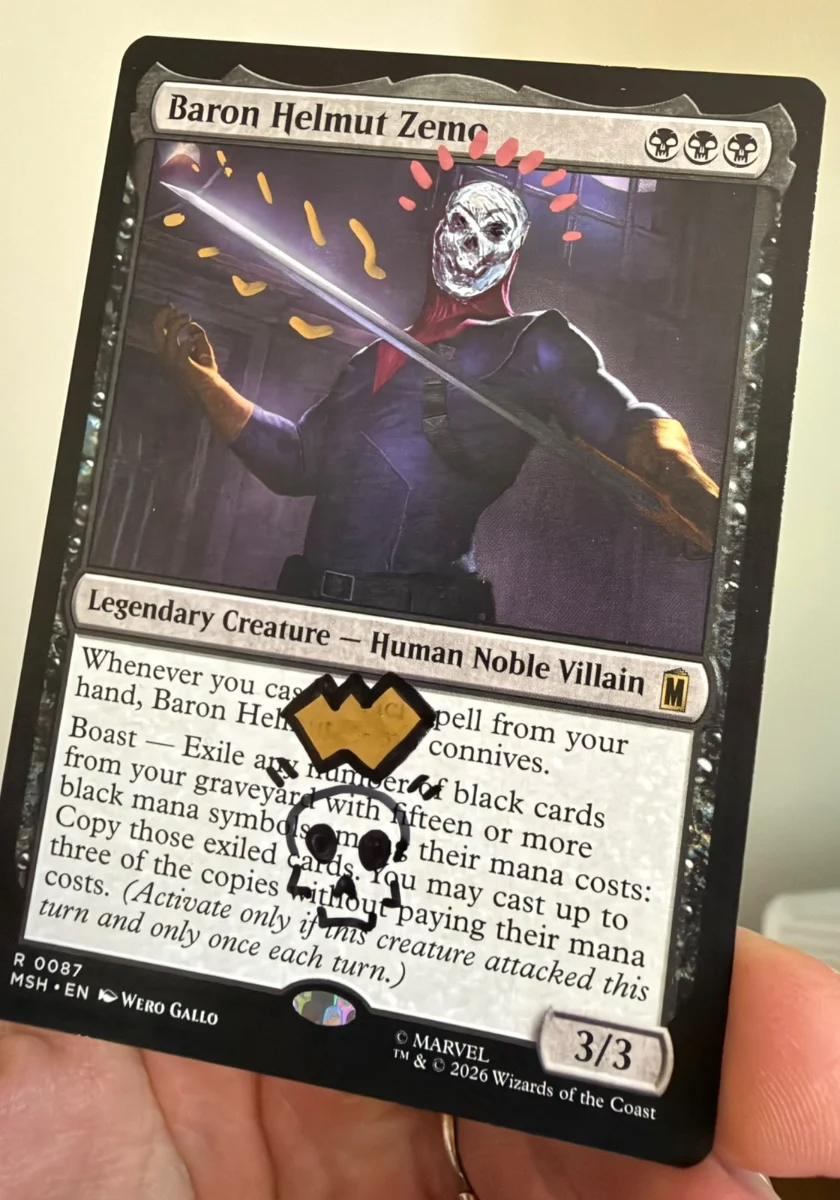 Baron Helmut Zemo
Legendary Creature — Human Noble Villain
M
Whenever you pell from your
hand, Baron connives.
Boast — Exile any number of black cards
from your graveyard with fifteen or more
black mana symbols their mana costs:
Copy those exiled cards. You may cast up to
three of the copies without paying their mana
costs. (Activate only if this creature attacked this
turn and only once each turn.)
3/3
R 0087
MSH • EN WERO GALLO
© MARVEL
™ & © 2026 Wizards of the Coast